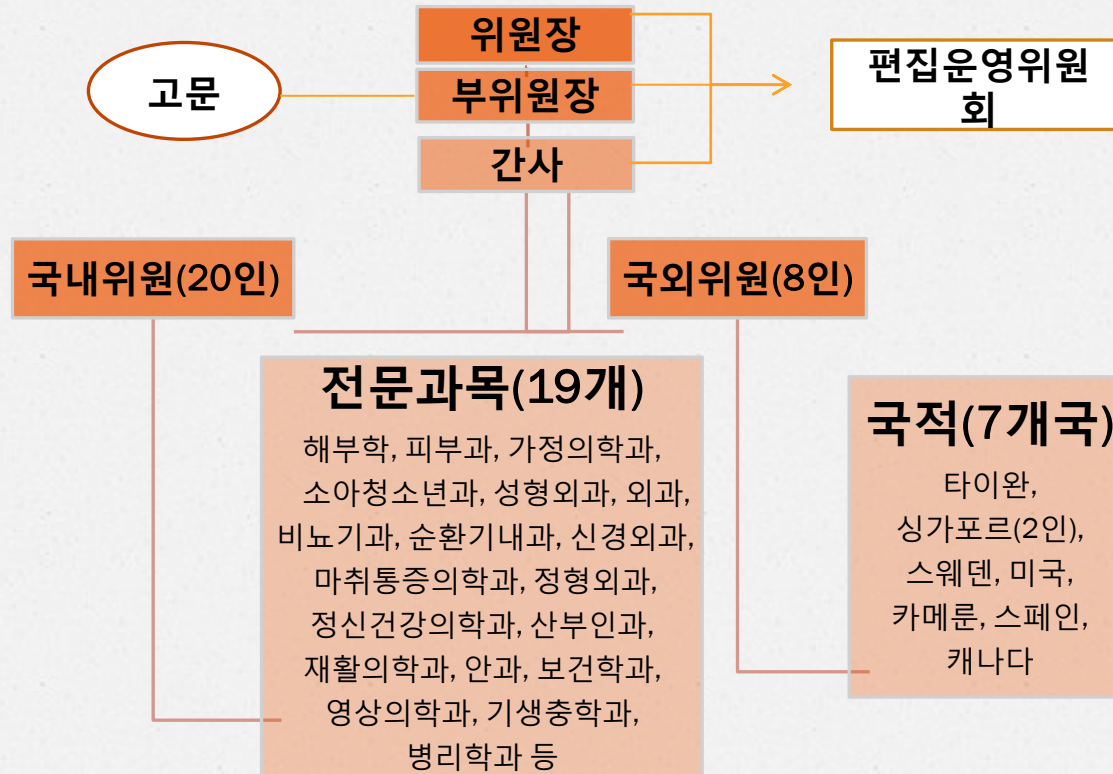 위원장
고문
부위원장
편집운영위원
회
간사
국내위원(20인)
국외위원(8인)
전문과목(19개)
해부학, 피부과, 가정의학과,
소아청소년과, 성형외과, 외과,
비뇨기과, 순환기내과, 신경외과,
마취통증의학과, 정형외과,
정신건강의학과, 산부인과,
재활의학과, 안과, 보건학과,
영상의학과, 기생충학과,
병리학과 등
국적(7개국)
타이완,
싱가포르(2인),
스웨덴, 미국,
카메룬, 스페인,
캐나다